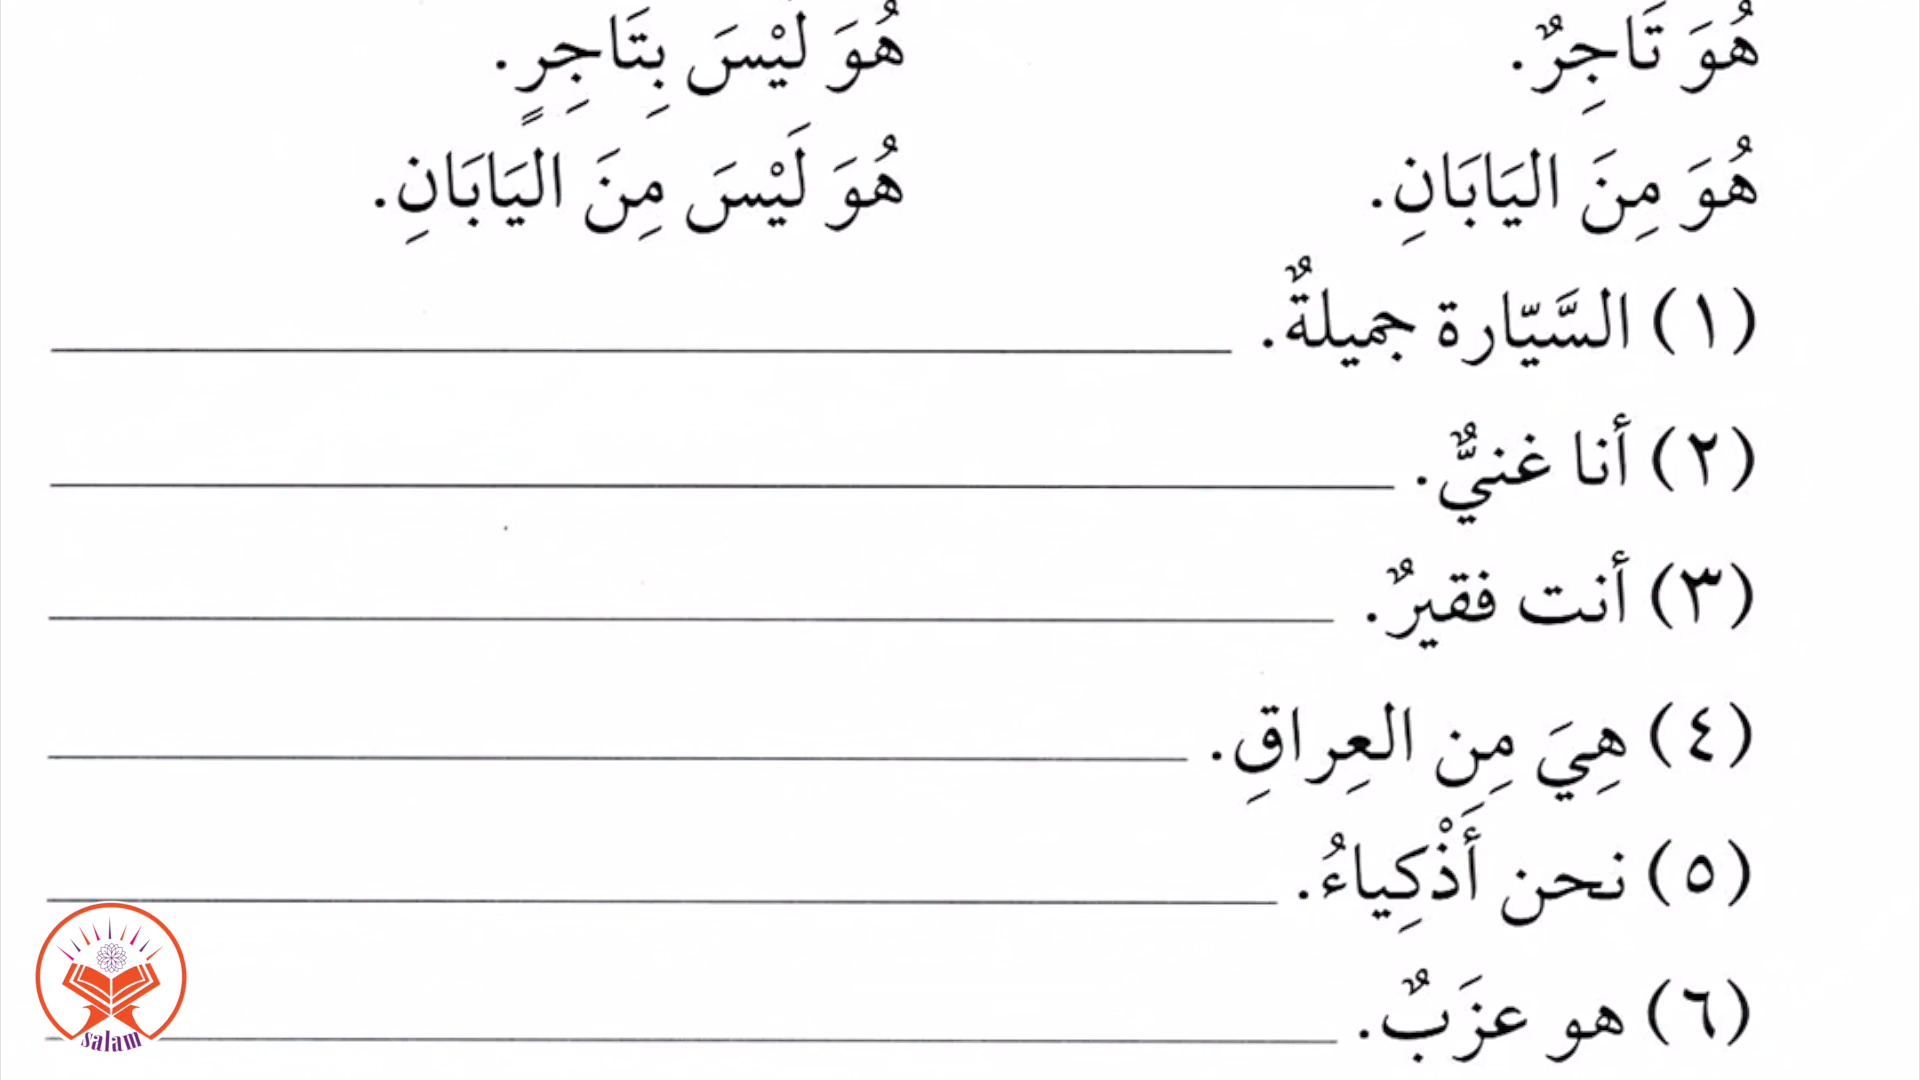 هُوَ تَاجِرٌ. هُوَ لَيْسَ بِتَاجِرٍ.
هُوَ مِنَ اليَابَانِ. هُوَ لَيْسَ مِنَ اليَابَانِ.
(١) السَّيّارة جميلةٌ.
(٢) أنا غنيٌّ.
(٣) أنت فقيرٌ.
(٤) هِيَ مِن العِراقِ.
(٥) نحن أَذْكِياءُ.
(٦) هو عزَبٌ.
salam